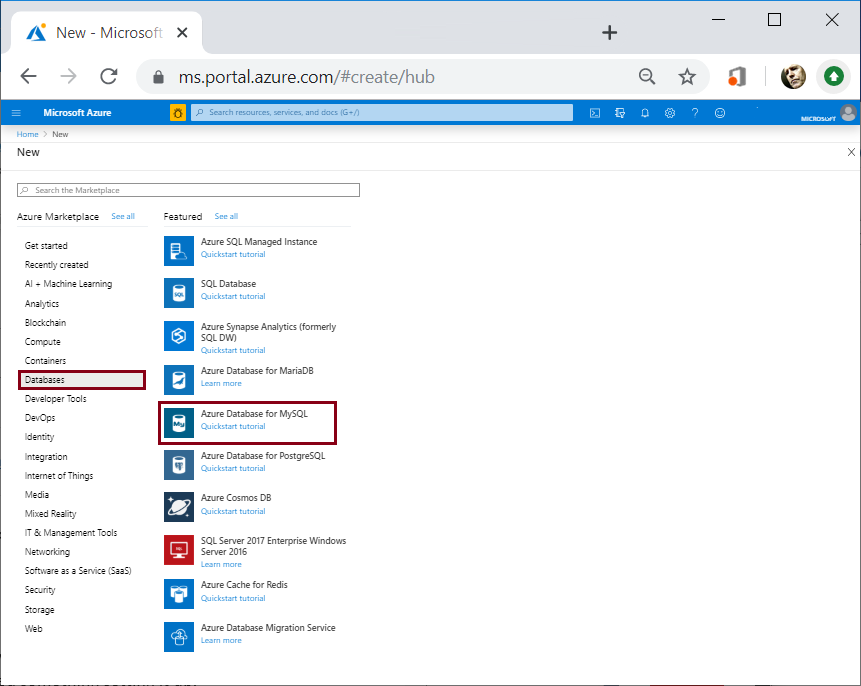 New - Microsoft
ms.portal.azure.com/#create/hub
Microsoft Azure
Search resources, services, and docs (G+/)
MICROSOFT
Home > New
New
Search the Marketplace
Azure Marketplace See all
Get started
Recently created
AI + Machine Learning
Analytics
Blockchain
Compute
Containers
Databases
Developer Tools
DevOps
Identity
Integration
Internet of Things
Media
Mixed Reality
IT & Management Tools
Networking
Software as a Service (SaaS)
Security
Storage
Web
Featured See all
Azure SQL Managed Instance
Quickstart tutorial
SQL
SQL Database
Quickstart tutorial
Azure Synapse Analytics (formerly
SQL DW)
Quickstart tutorial
Azure Database for MariaDB
Learn more
My
Azure Database for MySQL
Quickstart tutorial
Azure Database for PostgreSQL
Quickstart tutorial
Azure Cosmos DB
Quickstart tutorial
SQL Server 2017 Enterprise Windows
Server 2016
Learn more
Azure Cache for Redis
Quickstart tutorial
Azure Database Migration Service
Learn more